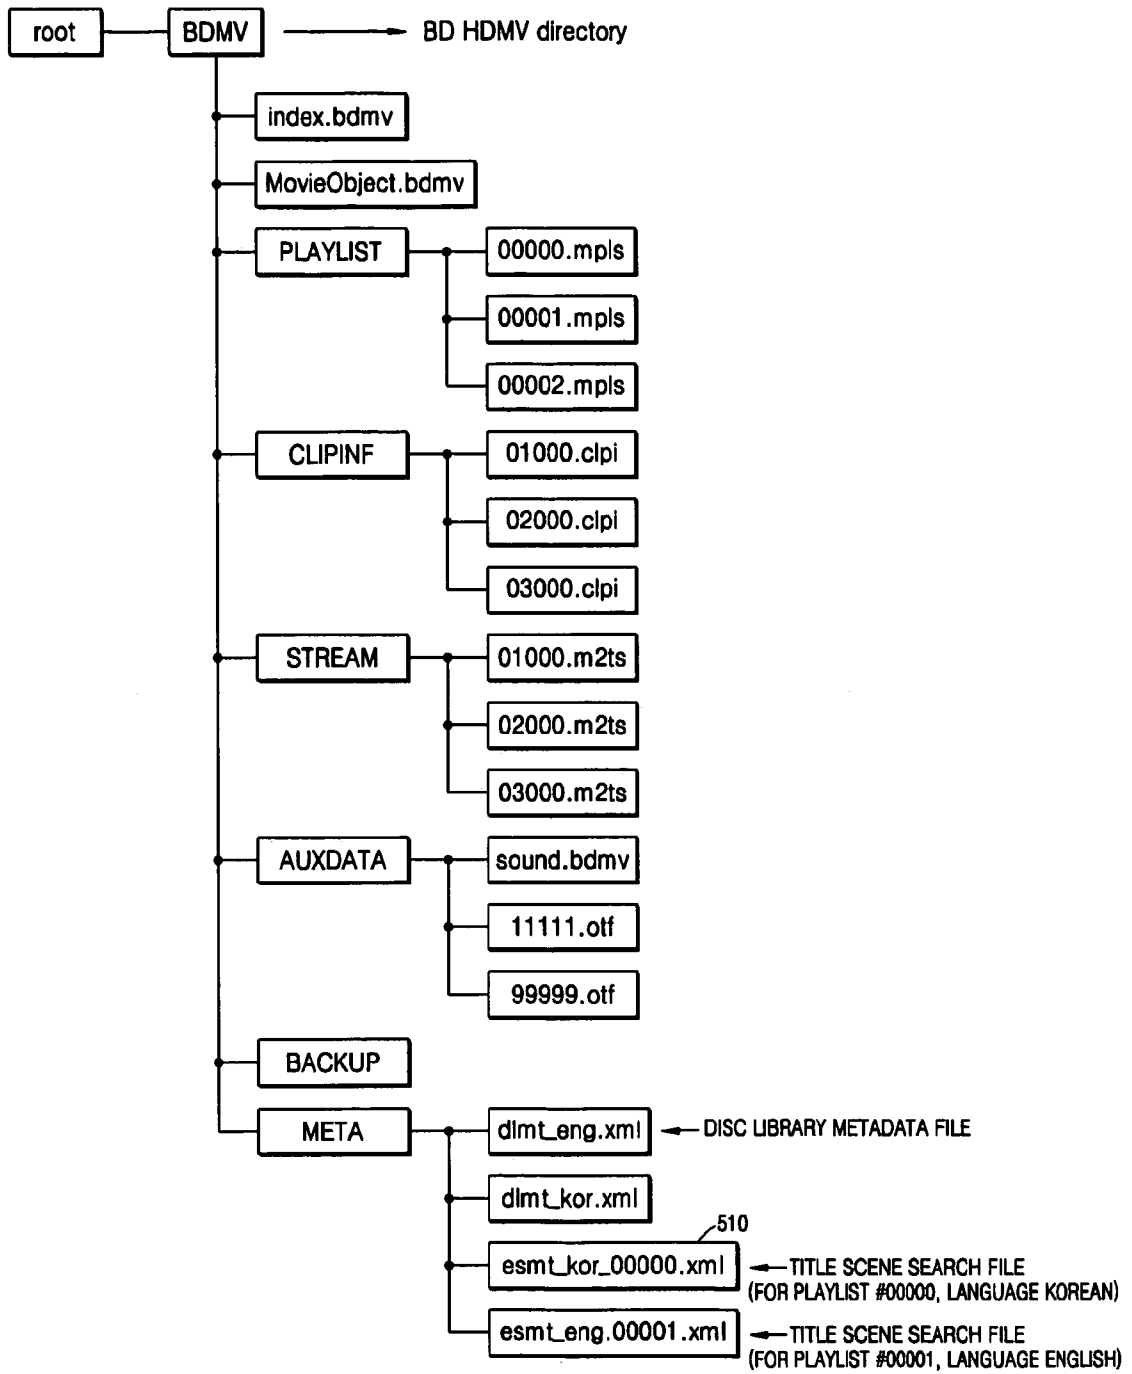 root
BDMV
BD HDMV directory
index.bdmv
MovieObject.bdmv
PLAYLIST
00000.mpls
00001.mpls
00002.mpls
CLIPINF
01000.clpi
02000.clpi
03000.clpi
STREAM
01000.m2ts
02000.m2ts
03000.m2ts
AUXDATA
sound.bdmv
11111.otf
99999.otf
BACKUP
META
dlmt_eng.xml
DISC LIBRARY METADATA FILE
dlmt_kor.xml
510
esmt_kor_00000.xml
TITLE SCENE SEARCH FILE
(FOR PLAYLIST #00000, LANGUAGE KOREAN)
esmt_eng.00001.xml
TITLE SCENE SEARCH FILE
(FOR PLAYLIST #00001, LANGUAGE ENGLISH)